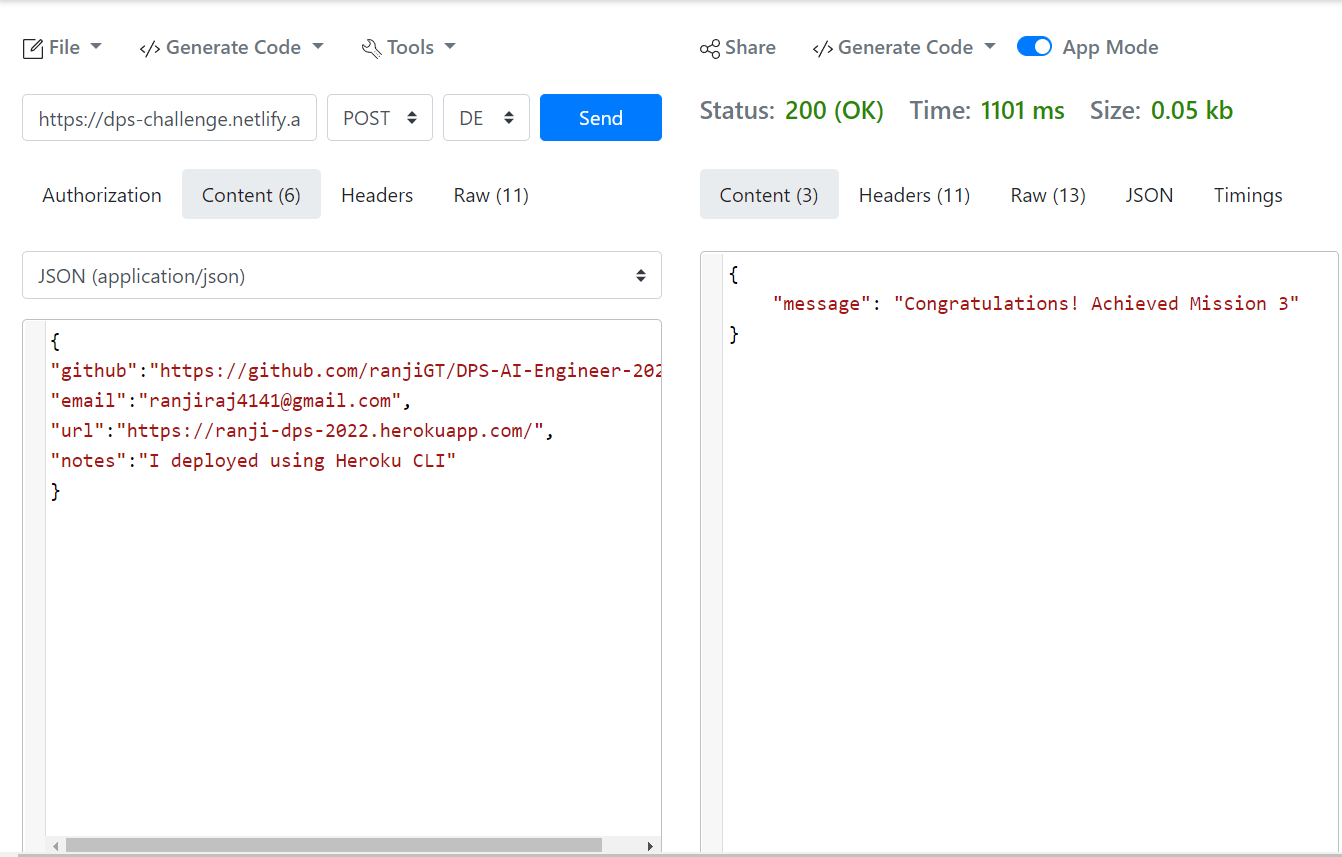 File
Generate Code
Tools
Share
Generate Code
App Mode
https://dps-challenge.netlify.a
POST
DE
Send
Status: 200 (OK) Time: 1101 ms Size: 0.05 kb
Authorization
Content (6)
Headers
Raw (11)
Content (3)
Headers (11)
Raw (13)
JSON
Timings
JSON (application/json)
{
"github":"https://github.com/ranjiGT/DPS-AI-Engineer-202
"email":"ranjiraj4141@gmail.com",
"url":"https://ranji-dps-2022.herokuapp.com/",
"notes":"I deployed using Heroku CLI"
}
{
"message": "Congratulations! Achieved Mission 3"
}